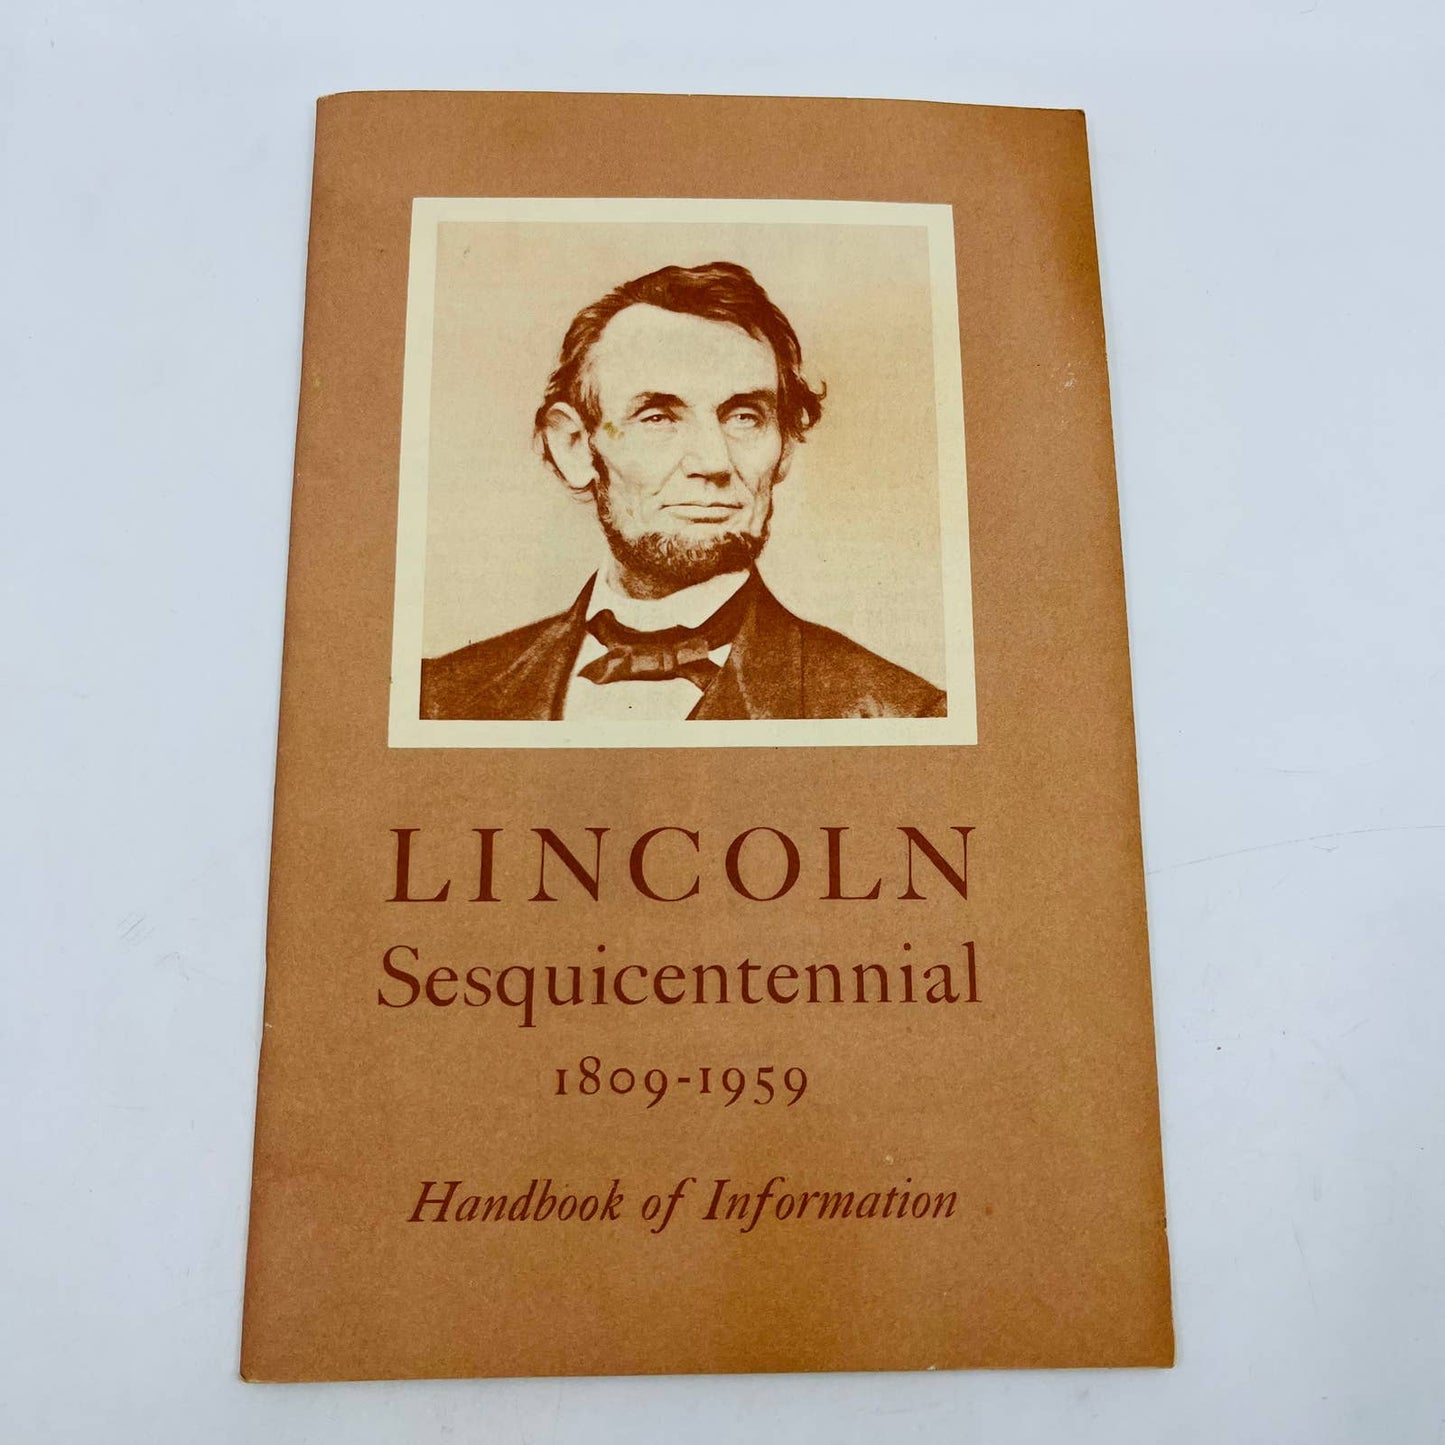 LINCOLN
Sesquicentennial
1809-1959
Handbook of Information